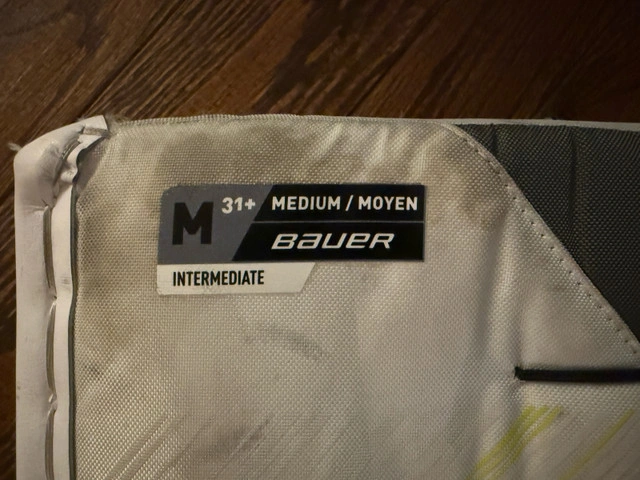 M 31+ MEDIUM / MOYEN
BAUER
INTERMEDIATE